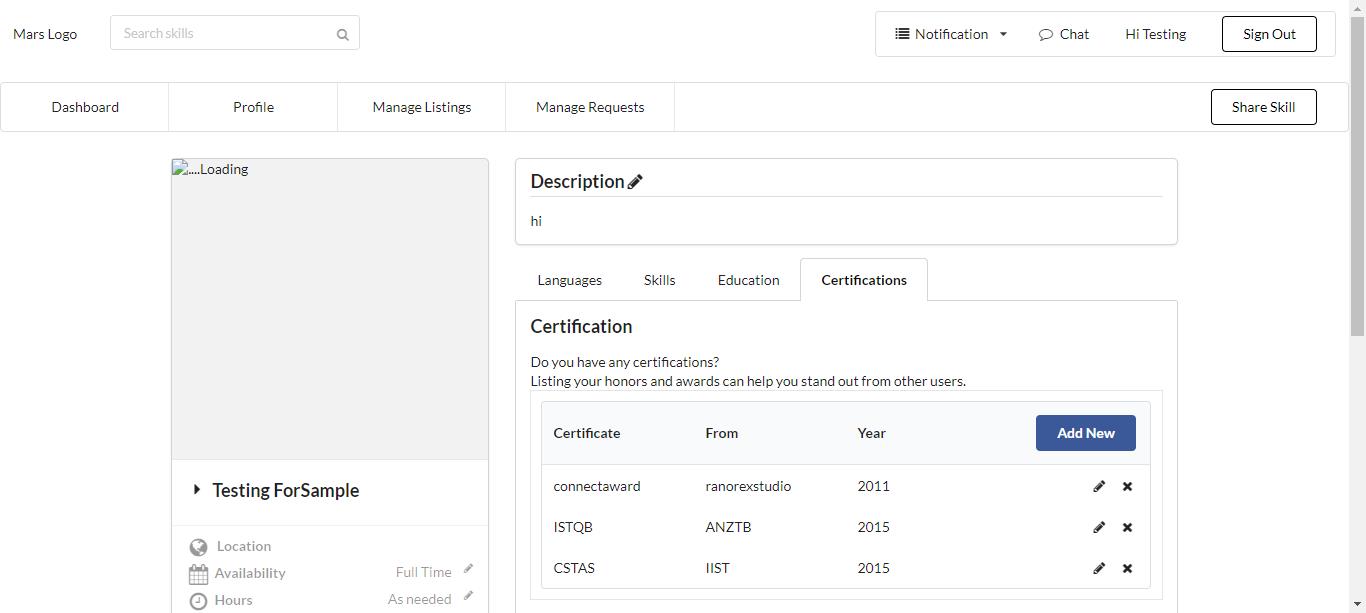 Mars Logo
Search skills
Notification
Chat
Hi Testing
Sign Out
Dashboard
Profile
Manage Listings
Manage Requests
Share Skill
....Loading
Testing ForSample
Location
Availability Full Time
Hours As needed
Description
hi
Languages
Skills
Education
Certifications
Certification
Do you have any certifications?
Listing your honors and awards can help you stand out from other users.
Certificate From Year Add New
connectaward ranorexstudio 2011
ISTQB ANZTB 2015
CSTAS IIST 2015